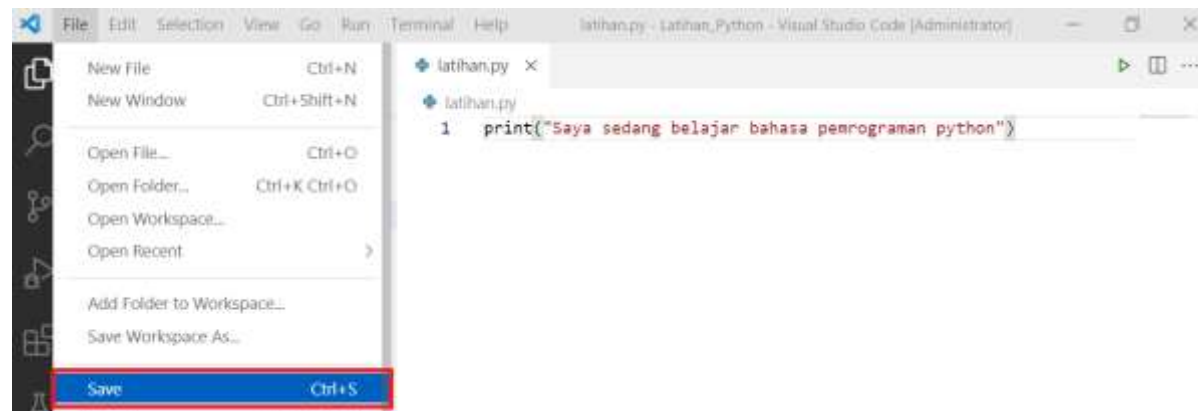 File Edit Selection View Go Run Terminal Help latihan.py - Latihan_Python - Visual Studio Code [Administrator]
New File Ctrl+N
New Window Ctrl+Shift+N
Open File... Ctrl+O
Open Folder... Ctrl+K Ctrl+O
Open Workspace...
Open Recent
Add Folder to Workspace...
Save Workspace As...
Save Ctrl+S
latihan.py
latihan.py
1 print("Saya sedang belajar bahasa pemrograman python")